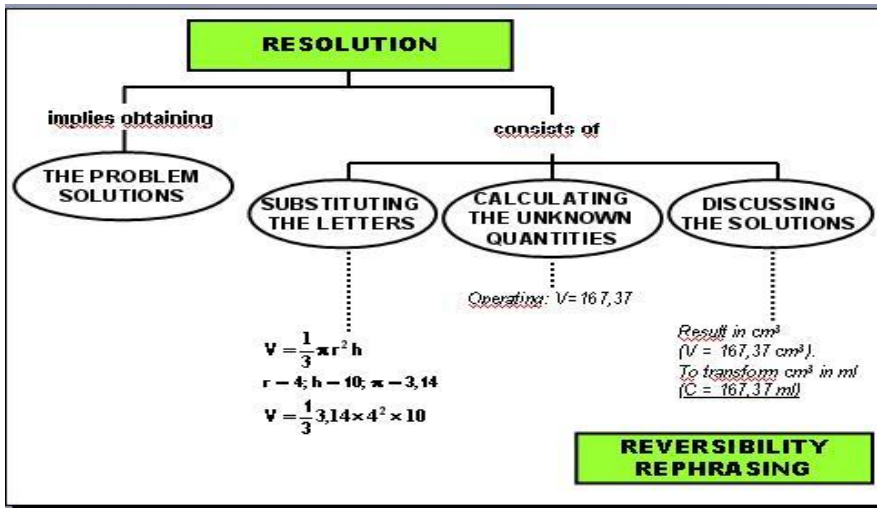 RESOLUTION
implies obtaining
consists of
THE PROBLEM
SOLUTIONS
SUBSTITUTING
THE LETTERS
CALCULATING
THE UNKNOWN
QUANTITIES
DISCUSSING
THE SOLUTIONS
Operating: V=167,37
V = 1/3 π r² h
r = 4; h = 10; π = 3,14
V = 1/3 3,14 × 4² × 10
Result in cm³
(V = 167,37 cm³).
To transform cm³ in ml
(C = 167,37 ml)
REVERSIBILITY
REPHRASING